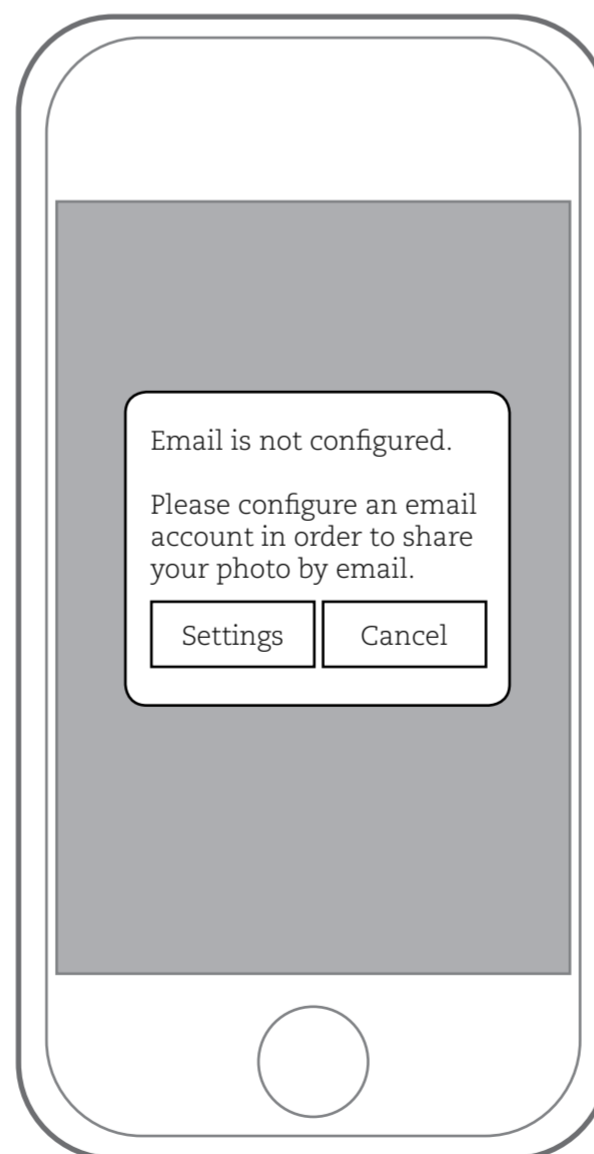 Email is not configured.
Please configure an email
account in order to share
your photo by email.
Settings Cancel